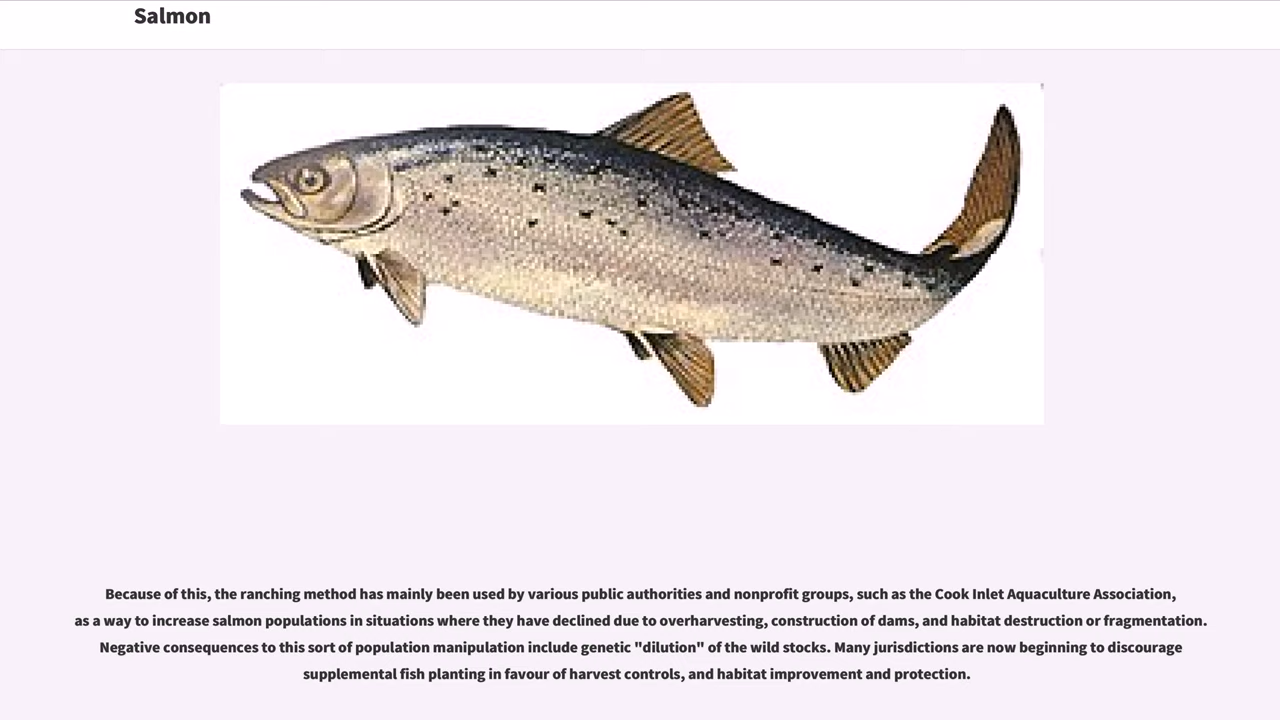 Salmon
Because of this, the ranching method has mainly been used by various public authorities and nonprofit groups, such as the Cook Inlet Aquaculture Association,
as a way to increase salmon populations in situations where they have declined due to overharvesting, construction of dams, and habitat destruction or fragmentation.
Negative consequences to this sort of population manipulation include genetic "dilution" of the wild stocks. Many jurisdictions are now beginning to discourage
supplemental fish planting in favour of harvest controls, and habitat improvement and protection.